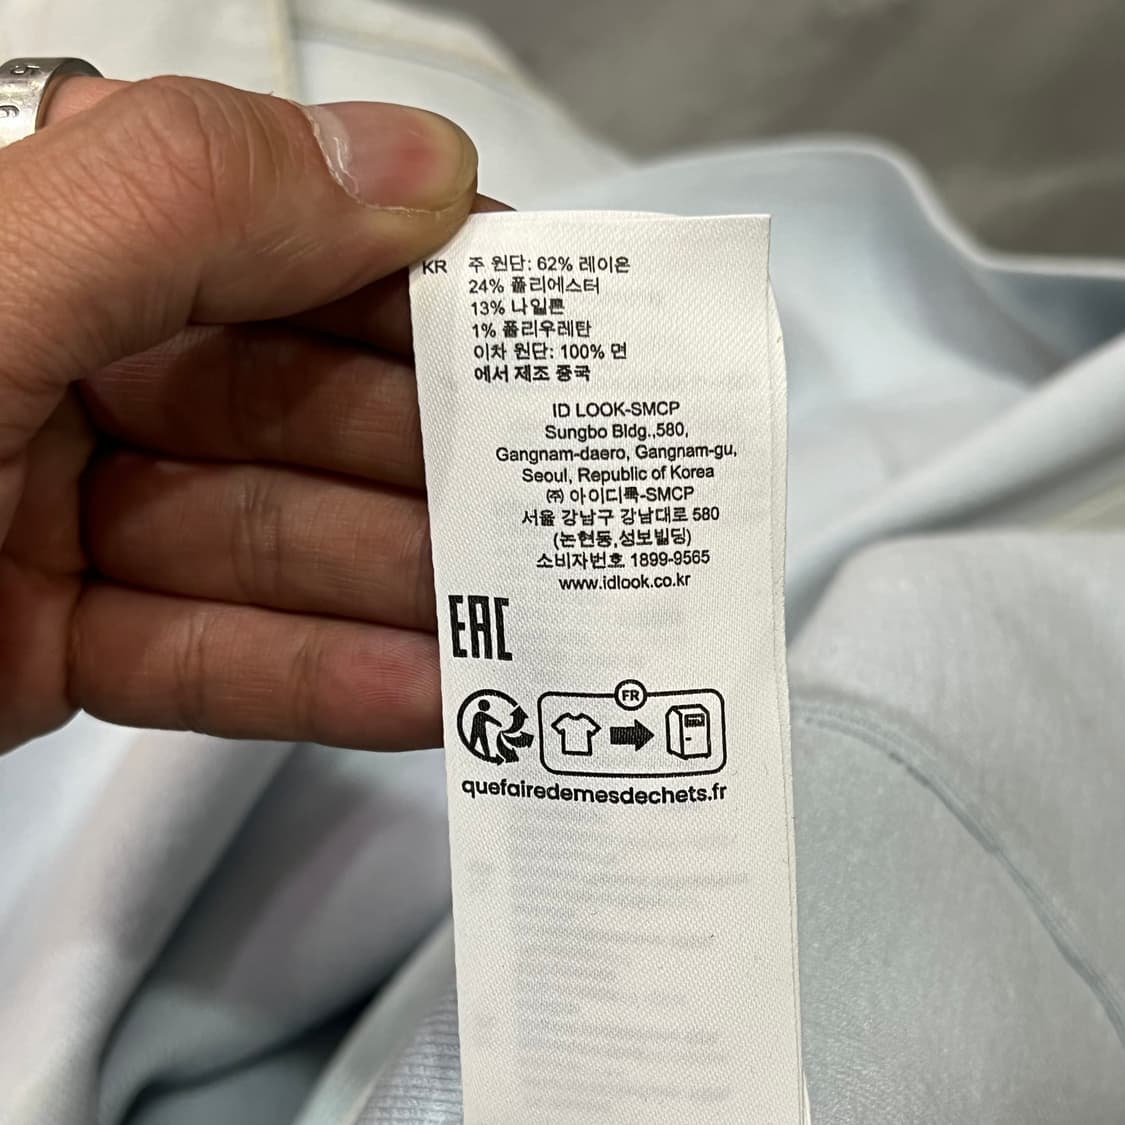 KR 주 원단: 62% 레이온
24% 폴리에스터
13% 나일론
1% 폴리우레탄
이차 원단: 100% 면
에서 제조 중국
ID LOOK-SMCP
Sungbo Bldg.,580,
Gangnam-daero, Gangnam-gu,
Seoul, Republic of Korea
㈜ 아이디룩-SMCP
서울 강남구 강남대로 580
(논현동,성보빌딩)
소비자번호 1899-9565
www.idlook.co.kr
EAC
FR
quefairedemesdechets.fr